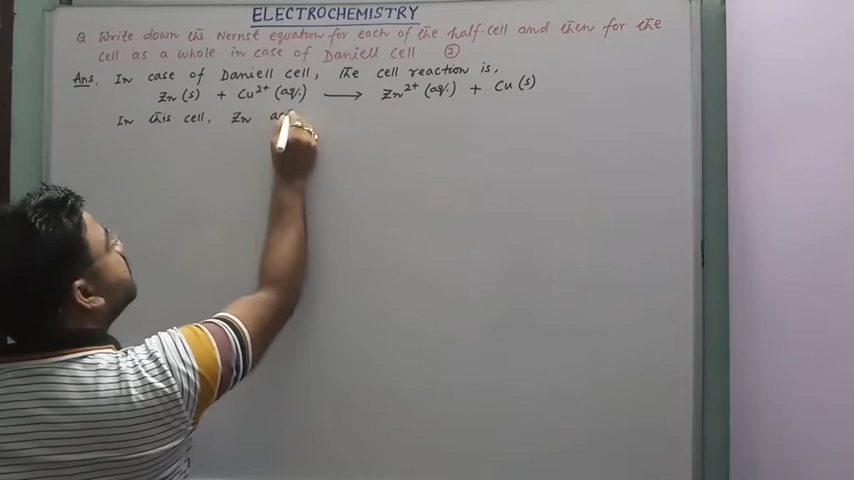 ELECTROCHEMISTRY
Q Write down the Nernst equation for each of the half-cell and then for the
cell as a whole in case of Daniell cell. ②
Ans. In case of Daniell cell, the cell reaction is,
Zn (s) + Cu²⁺ (aq.) ⟶ Zn²⁺ (aq.) + Cu (s)
In this cell, Zn